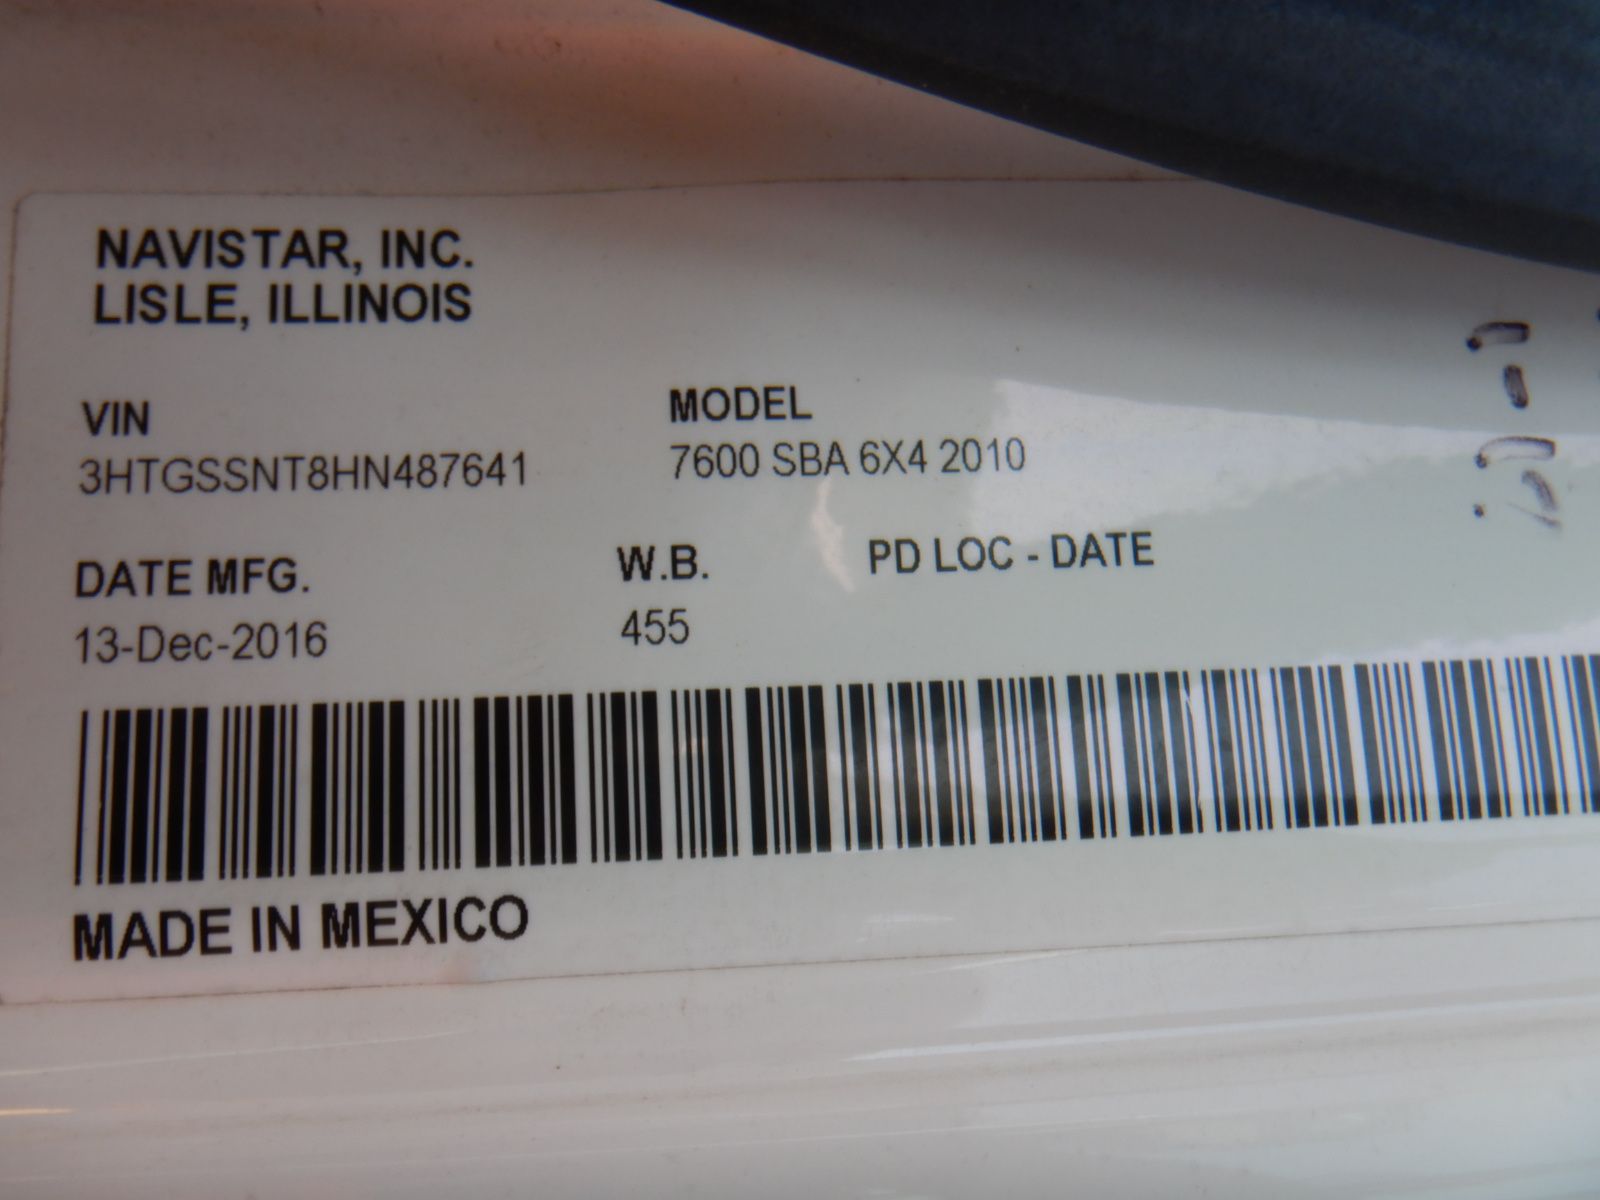 NAVISTAR, INC.
LISLE, ILLINOIS
VIN
3HTGSSNT8HN487641
MODEL
7600 SBA 6X4 2010
DATE MFG.
13-Dec-2016
W.B.
455
PD LOC - DATE
MADE IN MEXICO